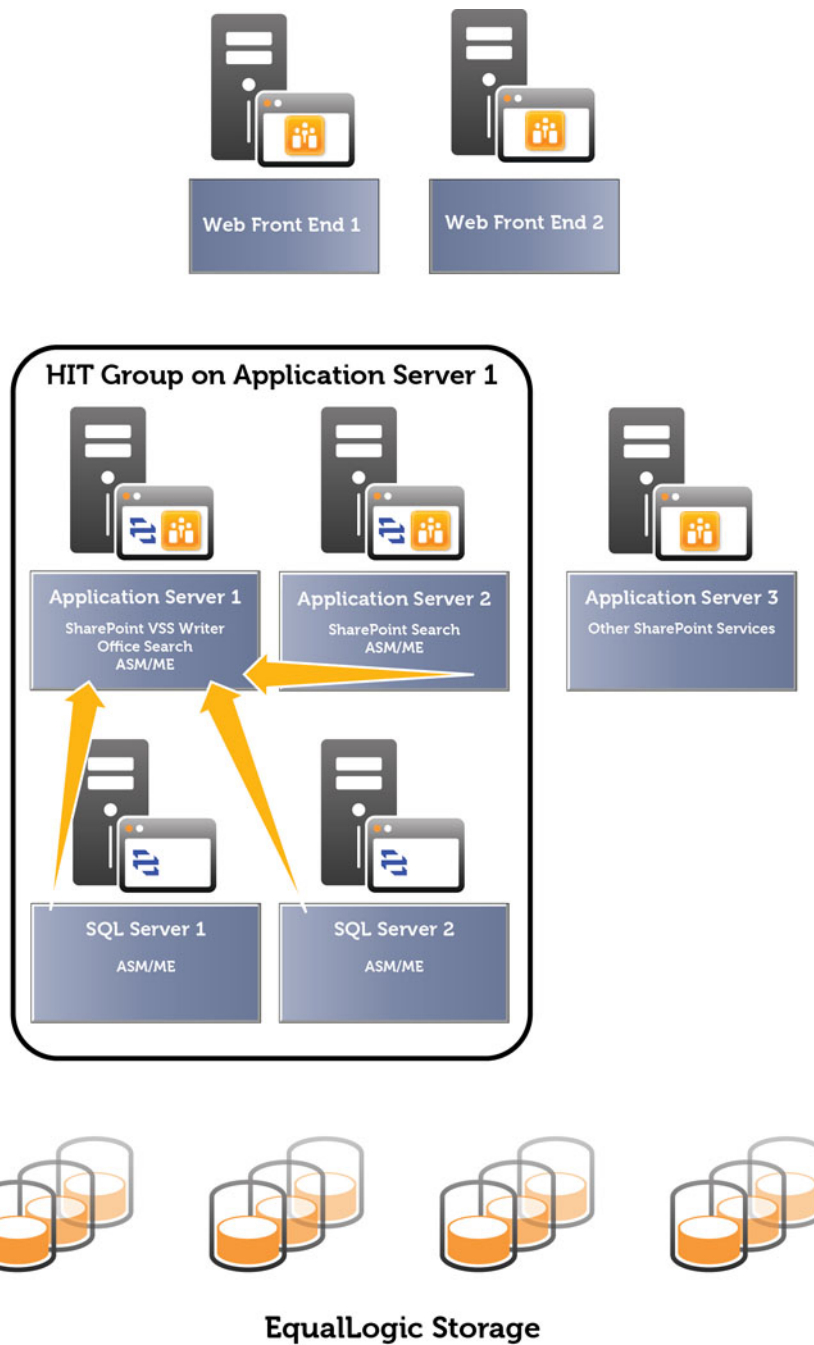 Web Front End 1
Web Front End 2
HIT Group on Application Server 1
Application Server 1
SharePoint VSS Writer
Office Search
ASM/ME
Application Server 2
SharePoint Search
ASM/ME
Application Server 3
Other SharePoint Services
SQL Server 1
ASM/ME
SQL Server 2
ASM/ME
EqualLogic Storage